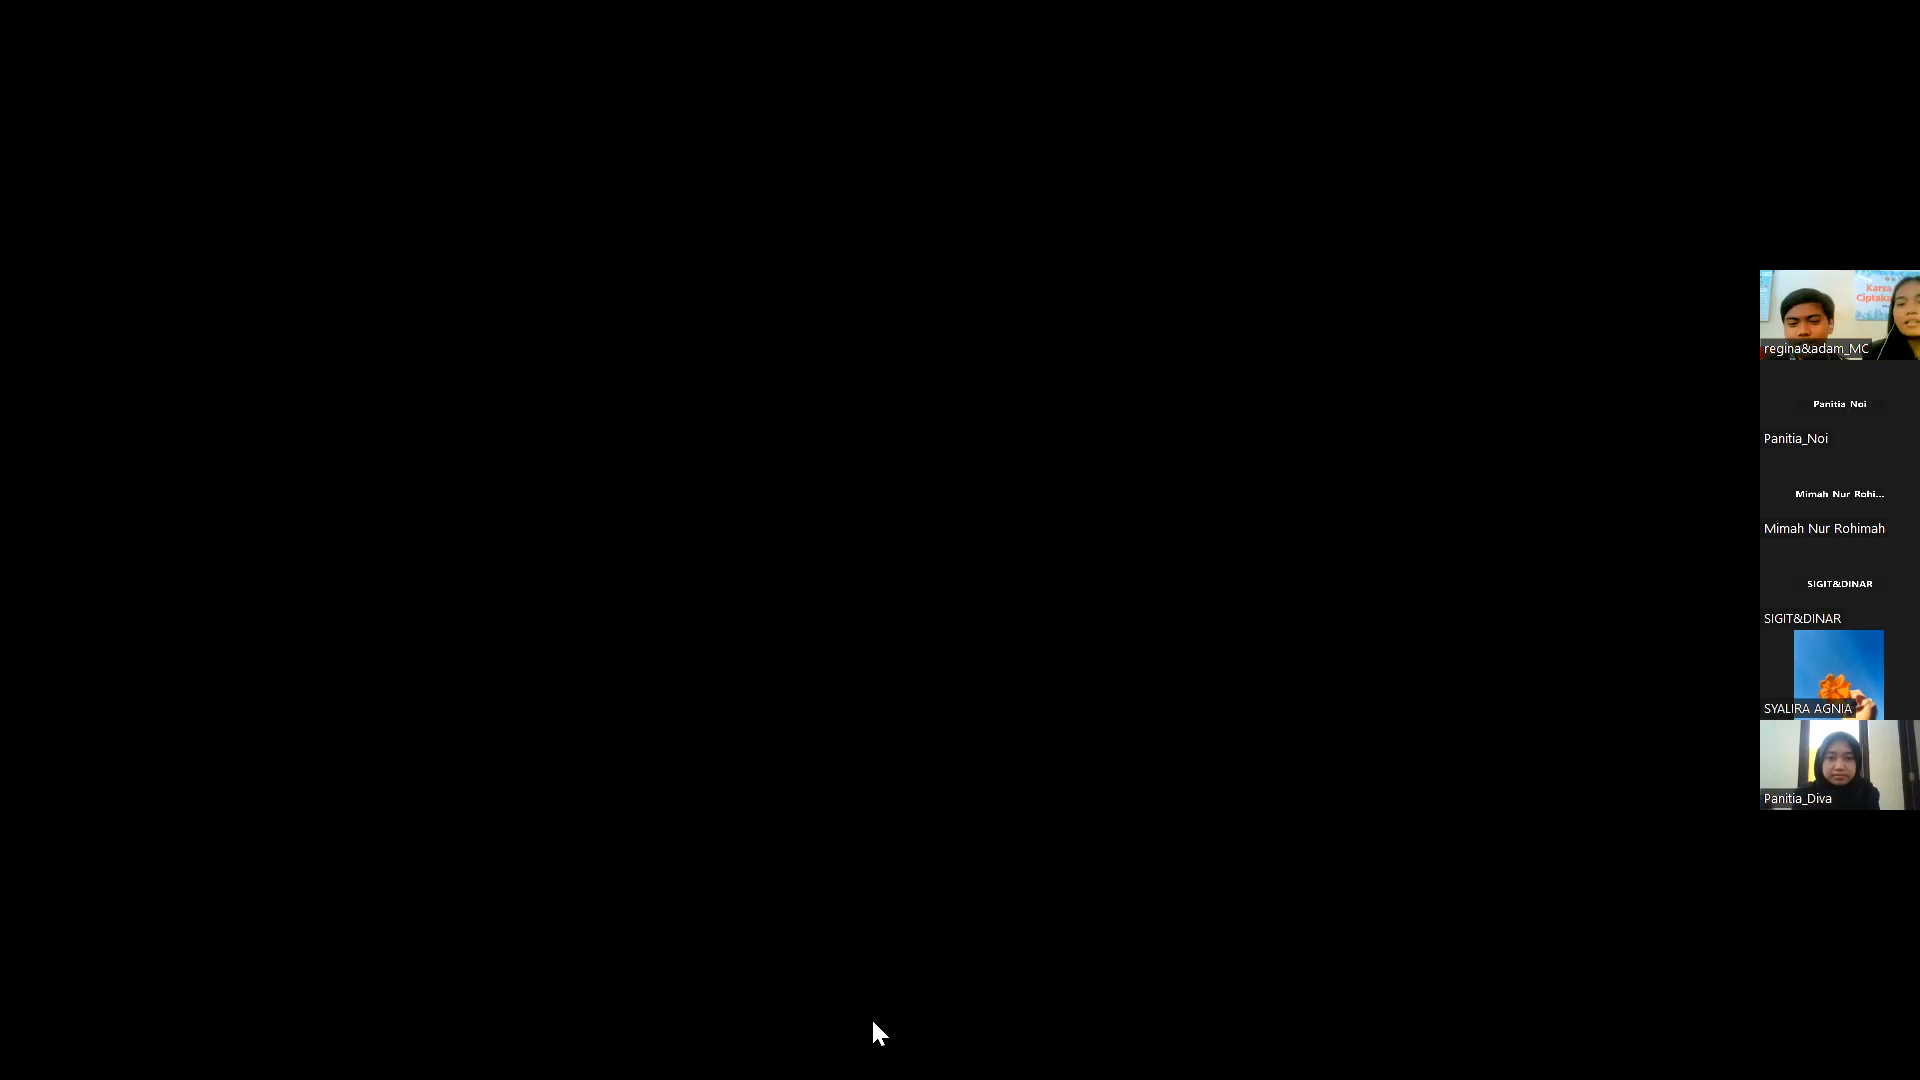 Karsa
Ciptaka
regina&adam_MC
Panitia Noi
Panitia_Noi
Mimah Nur Rohi...
Mimah Nur Rohimah
SIGIT&DINAR
SIGIT&DINAR
SYALIRA AGNIA
Panitia_Diva